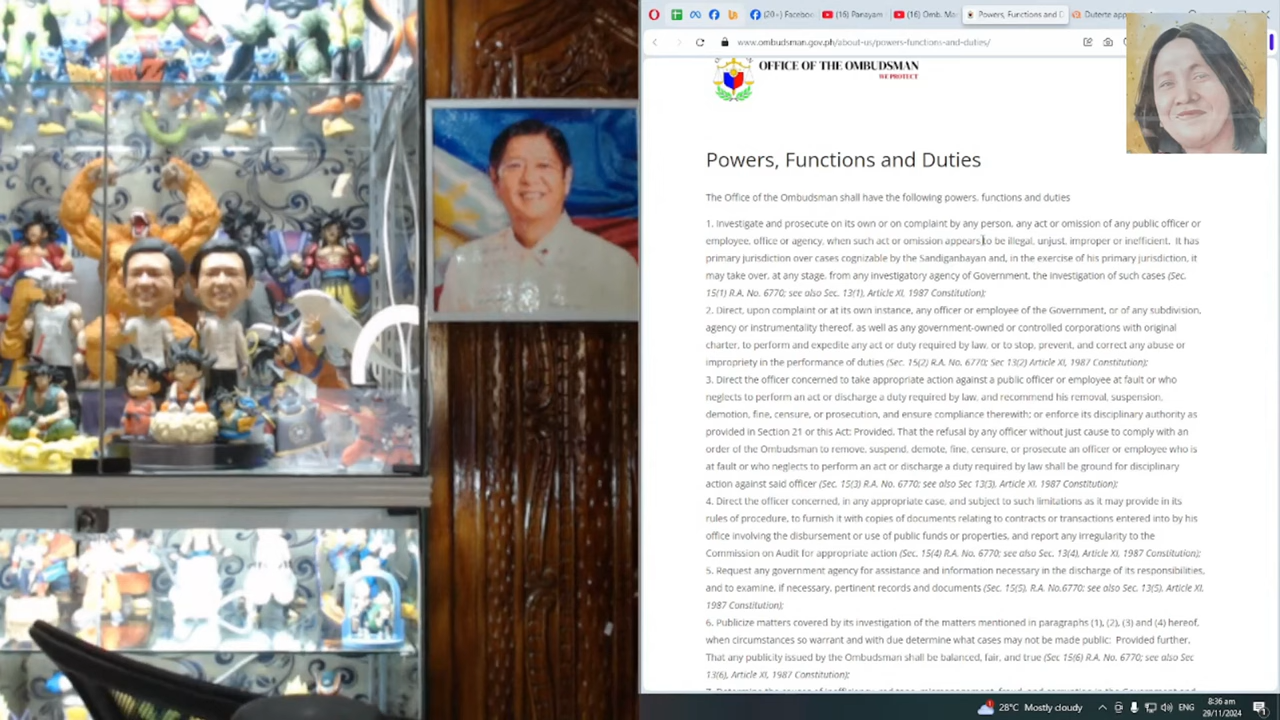 (20+) Faceboo
(16) Panayam
(16) Omb. Ma
Powers, Functions and D
Duterte app
www.ombudsman.gov.ph/about-us/powers-functions-and-duties/
OFFICE OF THE OMBUDSMAN
WE PROTECT
Powers, Functions and Duties
The Office of the Ombudsman shall have the following powers, functions and duties
1. Investigate and prosecute on its own or on complaint by any person, any act or omission of any public officer or
employee, office or agency, when such act or omission appears to be illegal, unjust, improper or inefficient. It has
primary jurisdiction over cases cognizable by the Sandiganbayan and, in the exercise of his primary jurisdiction, it
may take over, at any stage, from any investigatory agency of Government, the investigation of such cases (Sec.
15(1) R.A. No. 6770; see also Sec. 13(1), Article XI, 1987 Constitution);
2. Direct, upon complaint or at its own instance, any officer or employee of the Government, or of any subdivision,
agency or instrumentality thereof, as well as any government-owned or controlled corporations with original
charter, to perform and expedite any act or duty required by law, or to stop, prevent, and correct any abuse or
impropriety in the performance of duties (Sec. 15(2) R.A. No. 6770; Sec 13(2) Article XI, 1987 Constitution);
3. Direct the officer concerned to take appropriate action against a public officer or employee at fault or who
neglects to perform an act or discharge a duty required by law, and recommend his removal, suspension,
demotion, fine, censure, or prosecution, and ensure compliance therewith; or enforce its disciplinary authority as
provided in Section 21 or this Act: Provided, That the refusal by any officer without just cause to comply with an
order of the Ombudsman to remove, suspend, demote, fine, censure, or prosecute an officer or employee who is
at fault or who neglects to perform an act or discharge a duty required by law shall be ground for disciplinary
action against said officer (Sec. 15(3) R.A. No. 6770; see also Sec 13(3), Article XI, 1987 Constitution);
4. Direct the officer concerned, in any appropriate case, and subject to such limitations as it may provide in its
rules of procedure, to furnish it with copies of documents relating to contracts or transactions entered into by his
office involving the disbursement or use of public funds or properties, and report any irregularity to the
Commission on Audit for appropriate action (Sec. 15(4) R.A. No. 6770; see also Sec. 13(4), Article XI, 1987 Constitution);
5. Request any government agency for assistance and information necessary in the discharge of its responsibilities,
and to examine, if necessary, pertinent records and documents (Sec. 15(5), R.A. No.6770; see also Sec. 13(5), Article XI,
1987 Constitution);
6. Publicize matters covered by its investigation of the matters mentioned in paragraphs (1), (2), (3) and (4) hereof,
when circumstances so warrant and with due determine what cases may not be made public: Provided further,
That any publicity issued by the Ombudsman shall be balanced, fair, and true (Sec 15(6) R.A. No. 6770; see also Sec
13(6), Article XI, 1987 Constitution);
28°C Mostly cloudy
ENG
8:36 am
29/11/2024